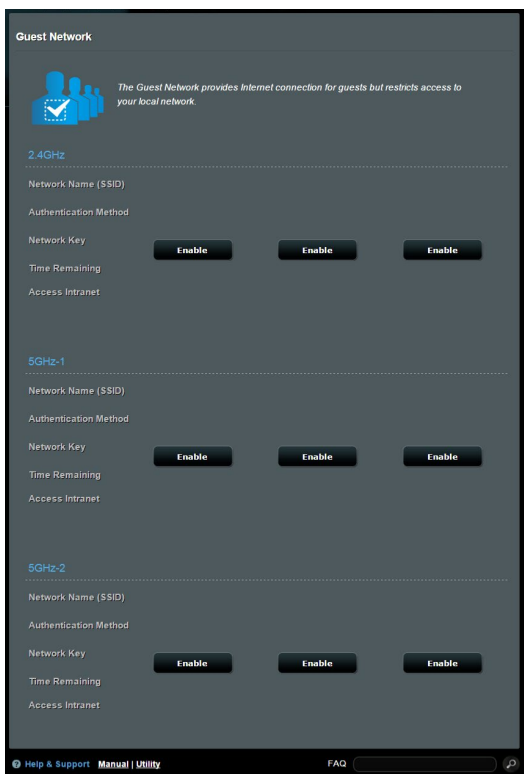 Guest Network
The Guest Network provides Internet connection for guests but restricts access to
your local network.
2.4GHz
Network Name (SSID)
Authentication Method
Network Key
Enable Enable Enable
Time Remaining
Access Intranet
5GHz-1
Network Name (SSID)
Authentication Method
Network Key
Enable Enable Enable
Time Remaining
Access Intranet
5GHz-2
Network Name (SSID)
Authentication Method
Network Key
Enable Enable Enable
Time Remaining
Access Intranet
? Help & Support Manual | Utility FAQ